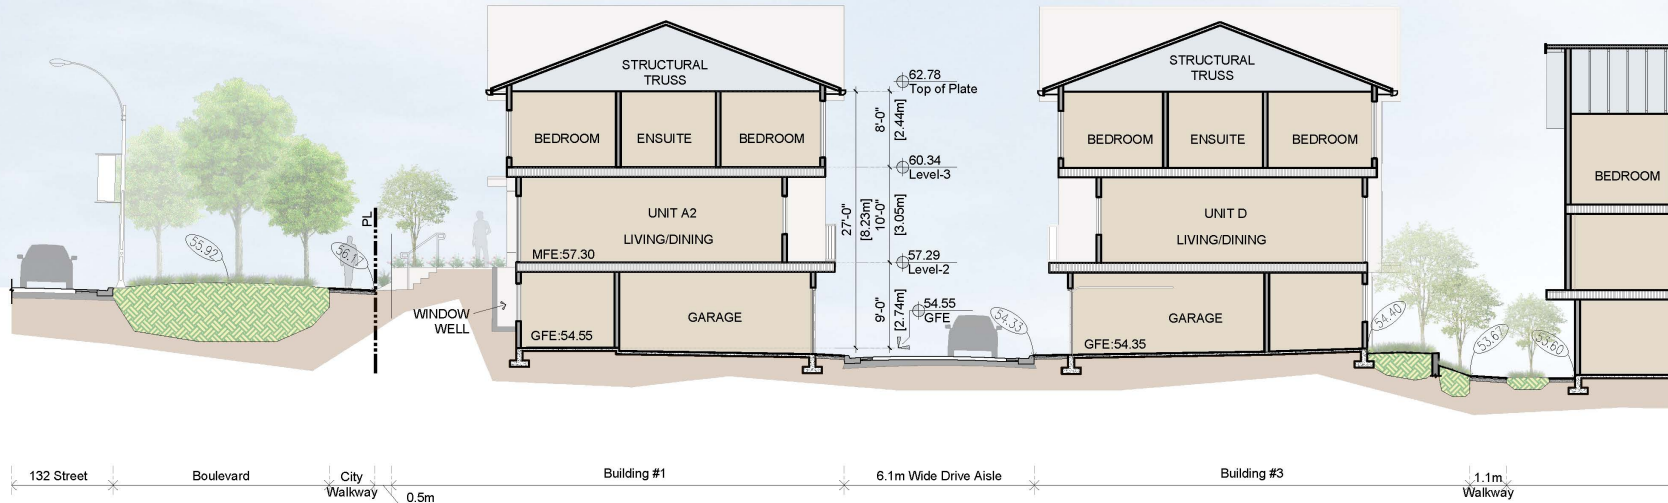 STRUCTURAL
TRUSS
BEDROOM
ENSUITE
BEDROOM
UNIT A2
LIVING/DINING
MFE:57.30
GARAGE
GFE:54.55
WINDOW
WELL
PL
55.92
62.78
Top of Plate
8'-0"
[2.44m]
60.34
Level-3
27'-0"
[8.23m]
10'-0"
[3.05m]
57.29
Level-2
9'-0"
[2.74m]
54.55
GFE
54.33
STRUCTURAL
TRUSS
BEDROOM
ENSUITE
BEDROOM
UNIT D
LIVING/DINING
GARAGE
GFE:54.35
54.40
53.60
BEDROOM
132 Street
Boulevard
City
Walkway
0.5m
Building #1
6.1m Wide Drive Aisle
Building #3
1.1m
Walkway